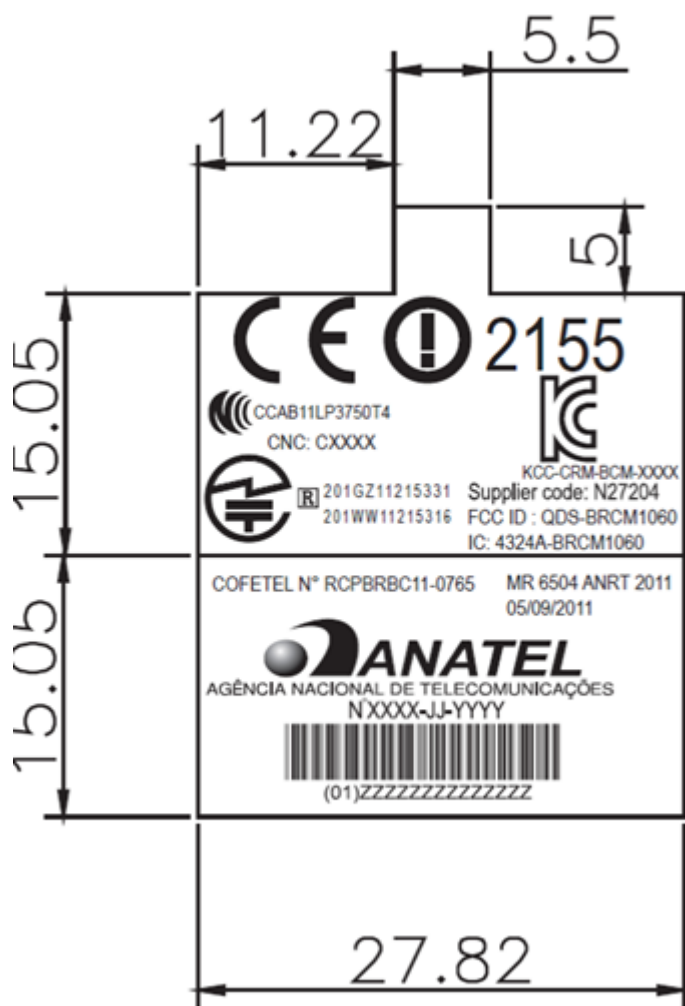 5.5
11.22
5
15.05
CE 2155
CCAB11LP3750T4
CNC: CXXXX
KCC-CRM-BCM-XXXX
R 201GZ11215331
201WW11215316
Supplier code: N27204
FCC ID : QDS-BRCM1060
IC: 4324A-BRCM1060
15.05
COFETEL N° RCPBRBC11-0765
MR 6504 ANRT 2011
05/09/2011
ANATEL
AGÊNCIA NACIONAL DE TELECOMUNICAÇÕES
N°XXXX-JJ-YYYY
(01)ZZZZZZZZZZZZZZ
27.82